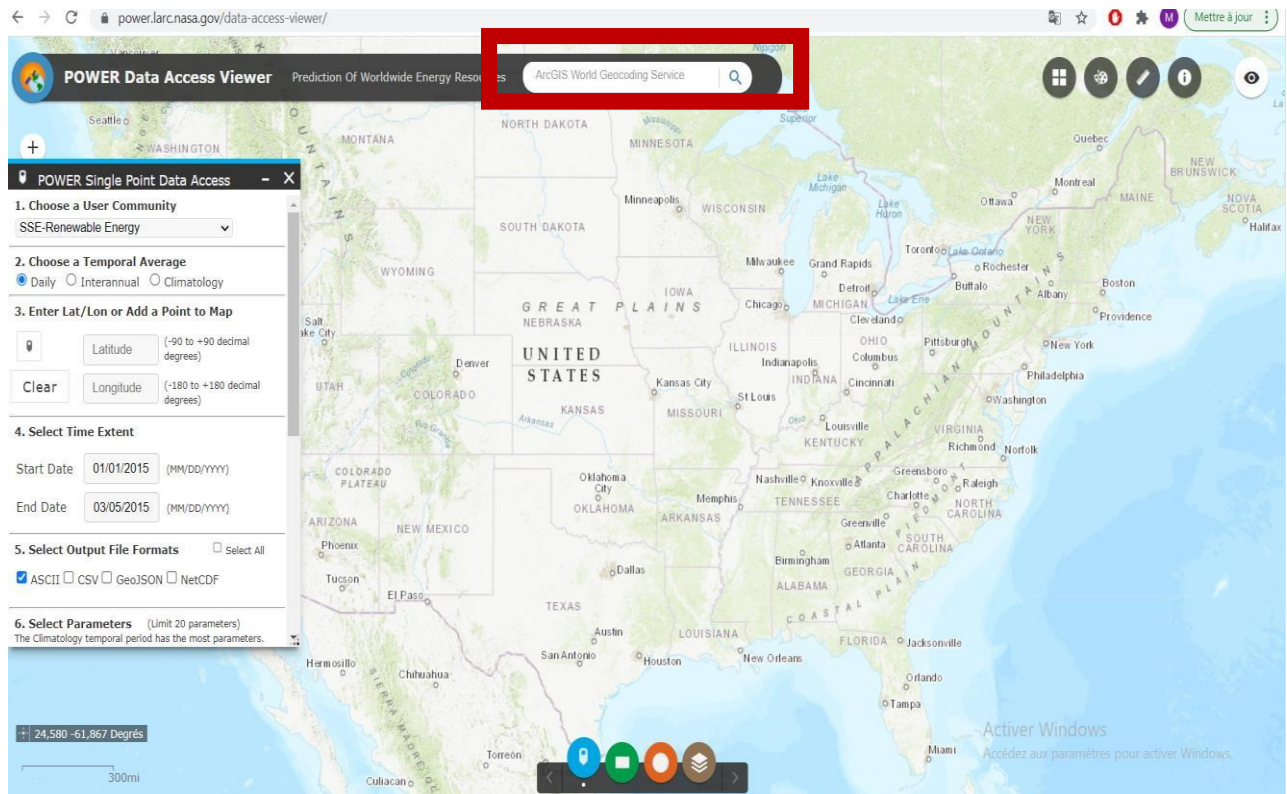 power.larc.nasa.gov/data-access-viewer/
M
Mettre à jour
POWER Data Access Viewer
Prediction Of Worldwide Energy Resources
ArcGIS World Geocoding Service
+
POWER Single Point Data Access
– X
1. Choose a User Community
SSE-Renewable Energy
2. Choose a Temporal Average
Daily Interannual Climatology
3. Enter Lat/Lon or Add a Point to Map
Latitude
(-90 to +90 decimal
degrees)
Clear
Longitude
(-180 to +180 decimal
degrees)
4. Select Time Extent
Start Date 01/01/2015 (MM/DD/YYYY)
End Date 03/05/2015 (MM/DD/YYYY)
5. Select Output File Formats Select All
ASCII CSV GeoJSON NetCDF
6. Select Parameters (Limit 20 parameters)
The Climatology temporal period has the most parameters.
24,580 -61,867 Degrés
300mi
Vancouver
Seattle
WASHINGTON
MONTANA
NORTH DAKOTA
MINNESOTA
Nipigon
Superior
Quebec
NEW
BRUNSWICK
Montreal
Ottawa
MAINE
NOVA
SCOTIA
Halifax
Minneapolis
WISCONSIN
Lake
Michigan
Lake
Huron
NEW
YORK
SOUTH DAKOTA
Toronto
Lake Ontario
Rochester
WYOMING
Milwaukee
Grand Rapids
Buffalo
Albany
Boston
IOWA
Detroit
Lake Erie
Chicago
MICHIGAN
Providence
GREAT PLAINS
NEBRASKA
Cleveland
Salt
ake City
ILLINOIS
OHIO
Pittsburgh
New York
UNITED
STATES
Denver
Indianapolis
Columbus
Philadelphia
UTAH
COLORADO
Colorado
Kansas City
INDIANA
Cincinnati
St Louis
Washington
KANSAS
MISSOURI
Arkansas
Ohio
Louisville
VIRGINIA
KENTUCKY
Richmond
Norfolk
Rio Grande
APPALACHIAN MOUNTAINS
COLORADO
PLATEAU
Oklahoma
City
Nashville
Knoxville
Greensboro
Raleigh
OKLAHOMA
Memphis
TENNESSEE
Charlotte
NORTH
CAROLINA
ARIZONA
NEW MEXICO
ARKANSAS
Greenville
PIEDMONT
Phoenix
SOUTH
CAROLINA
Atlanta
Birmingham
Dallas
GEORGIA
Tucson
El Paso
ALABAMA
TEXAS
COASTAL PLAIN
Austin
LOUISIANA
FLORIDA
Jacksonville
San Antonio
Houston
New Orleans
Hermosillo
Chihuahua
Orlando
Tampa
Miami
Torreón
Culiacan
SIERRA MADRE
Activer Windows
Accédez aux paramètres pour activer Windows.